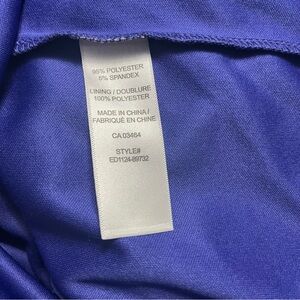 95% POLYESTER
5% SPANDEX
LINING / DOUBLURE
100% POLYESTER
MADE IN CHINA /
FABRIQUÉ EN CHINE
CA 03464
STYLE#
ED1124-89732